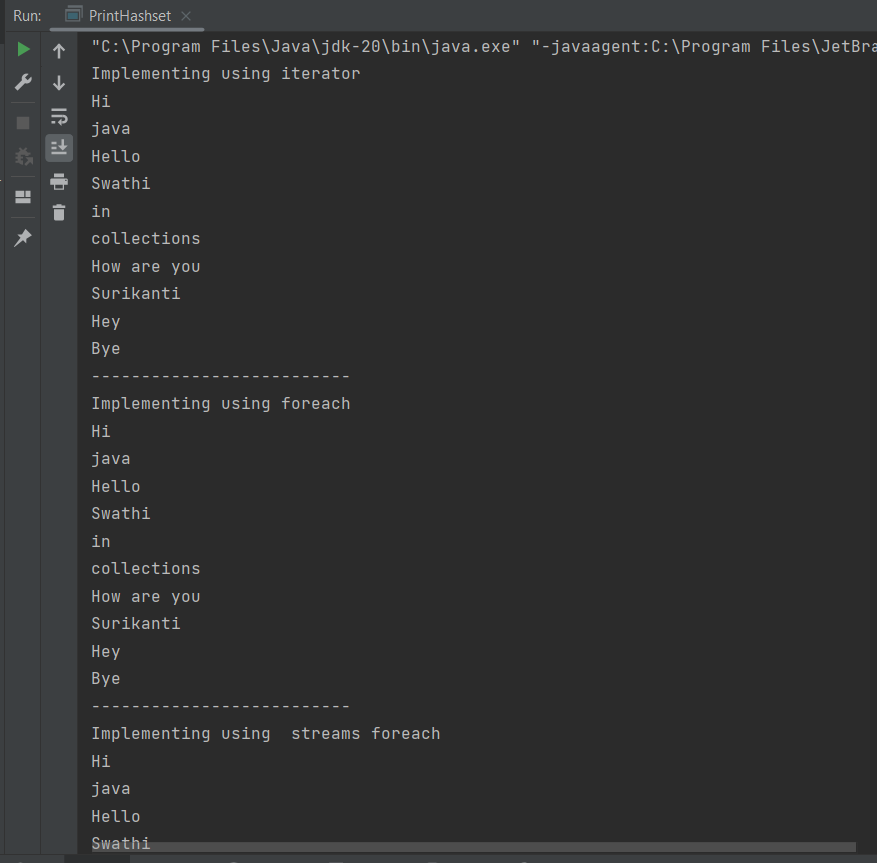 Run: PrintHashset
"C:\Program Files\Java\jdk-20\bin\java.exe" "-javaagent:C:\Program Files\JetBra
Implementing using iterator
Hi
java
Hello
Swathi
in
collections
How are you
Surikanti
Hey
Bye
--------------------------
Implementing using foreach
Hi
java
Hello
Swathi
in
collections
How are you
Surikanti
Hey
Bye
--------------------------
Implementing using  streams foreach
Hi
java
Hello
Swathi